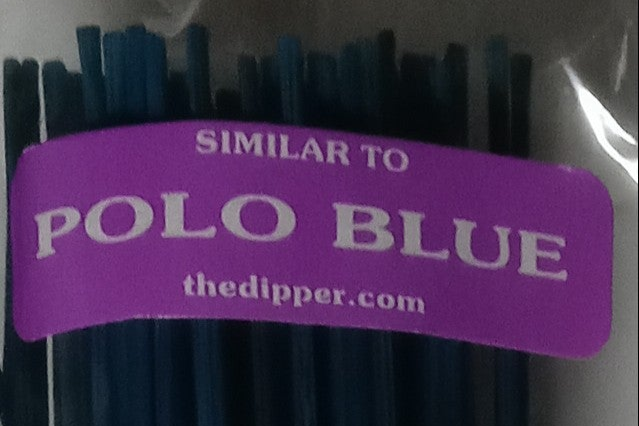 SIMILAR TO
POLO BLUE
thedipper.com